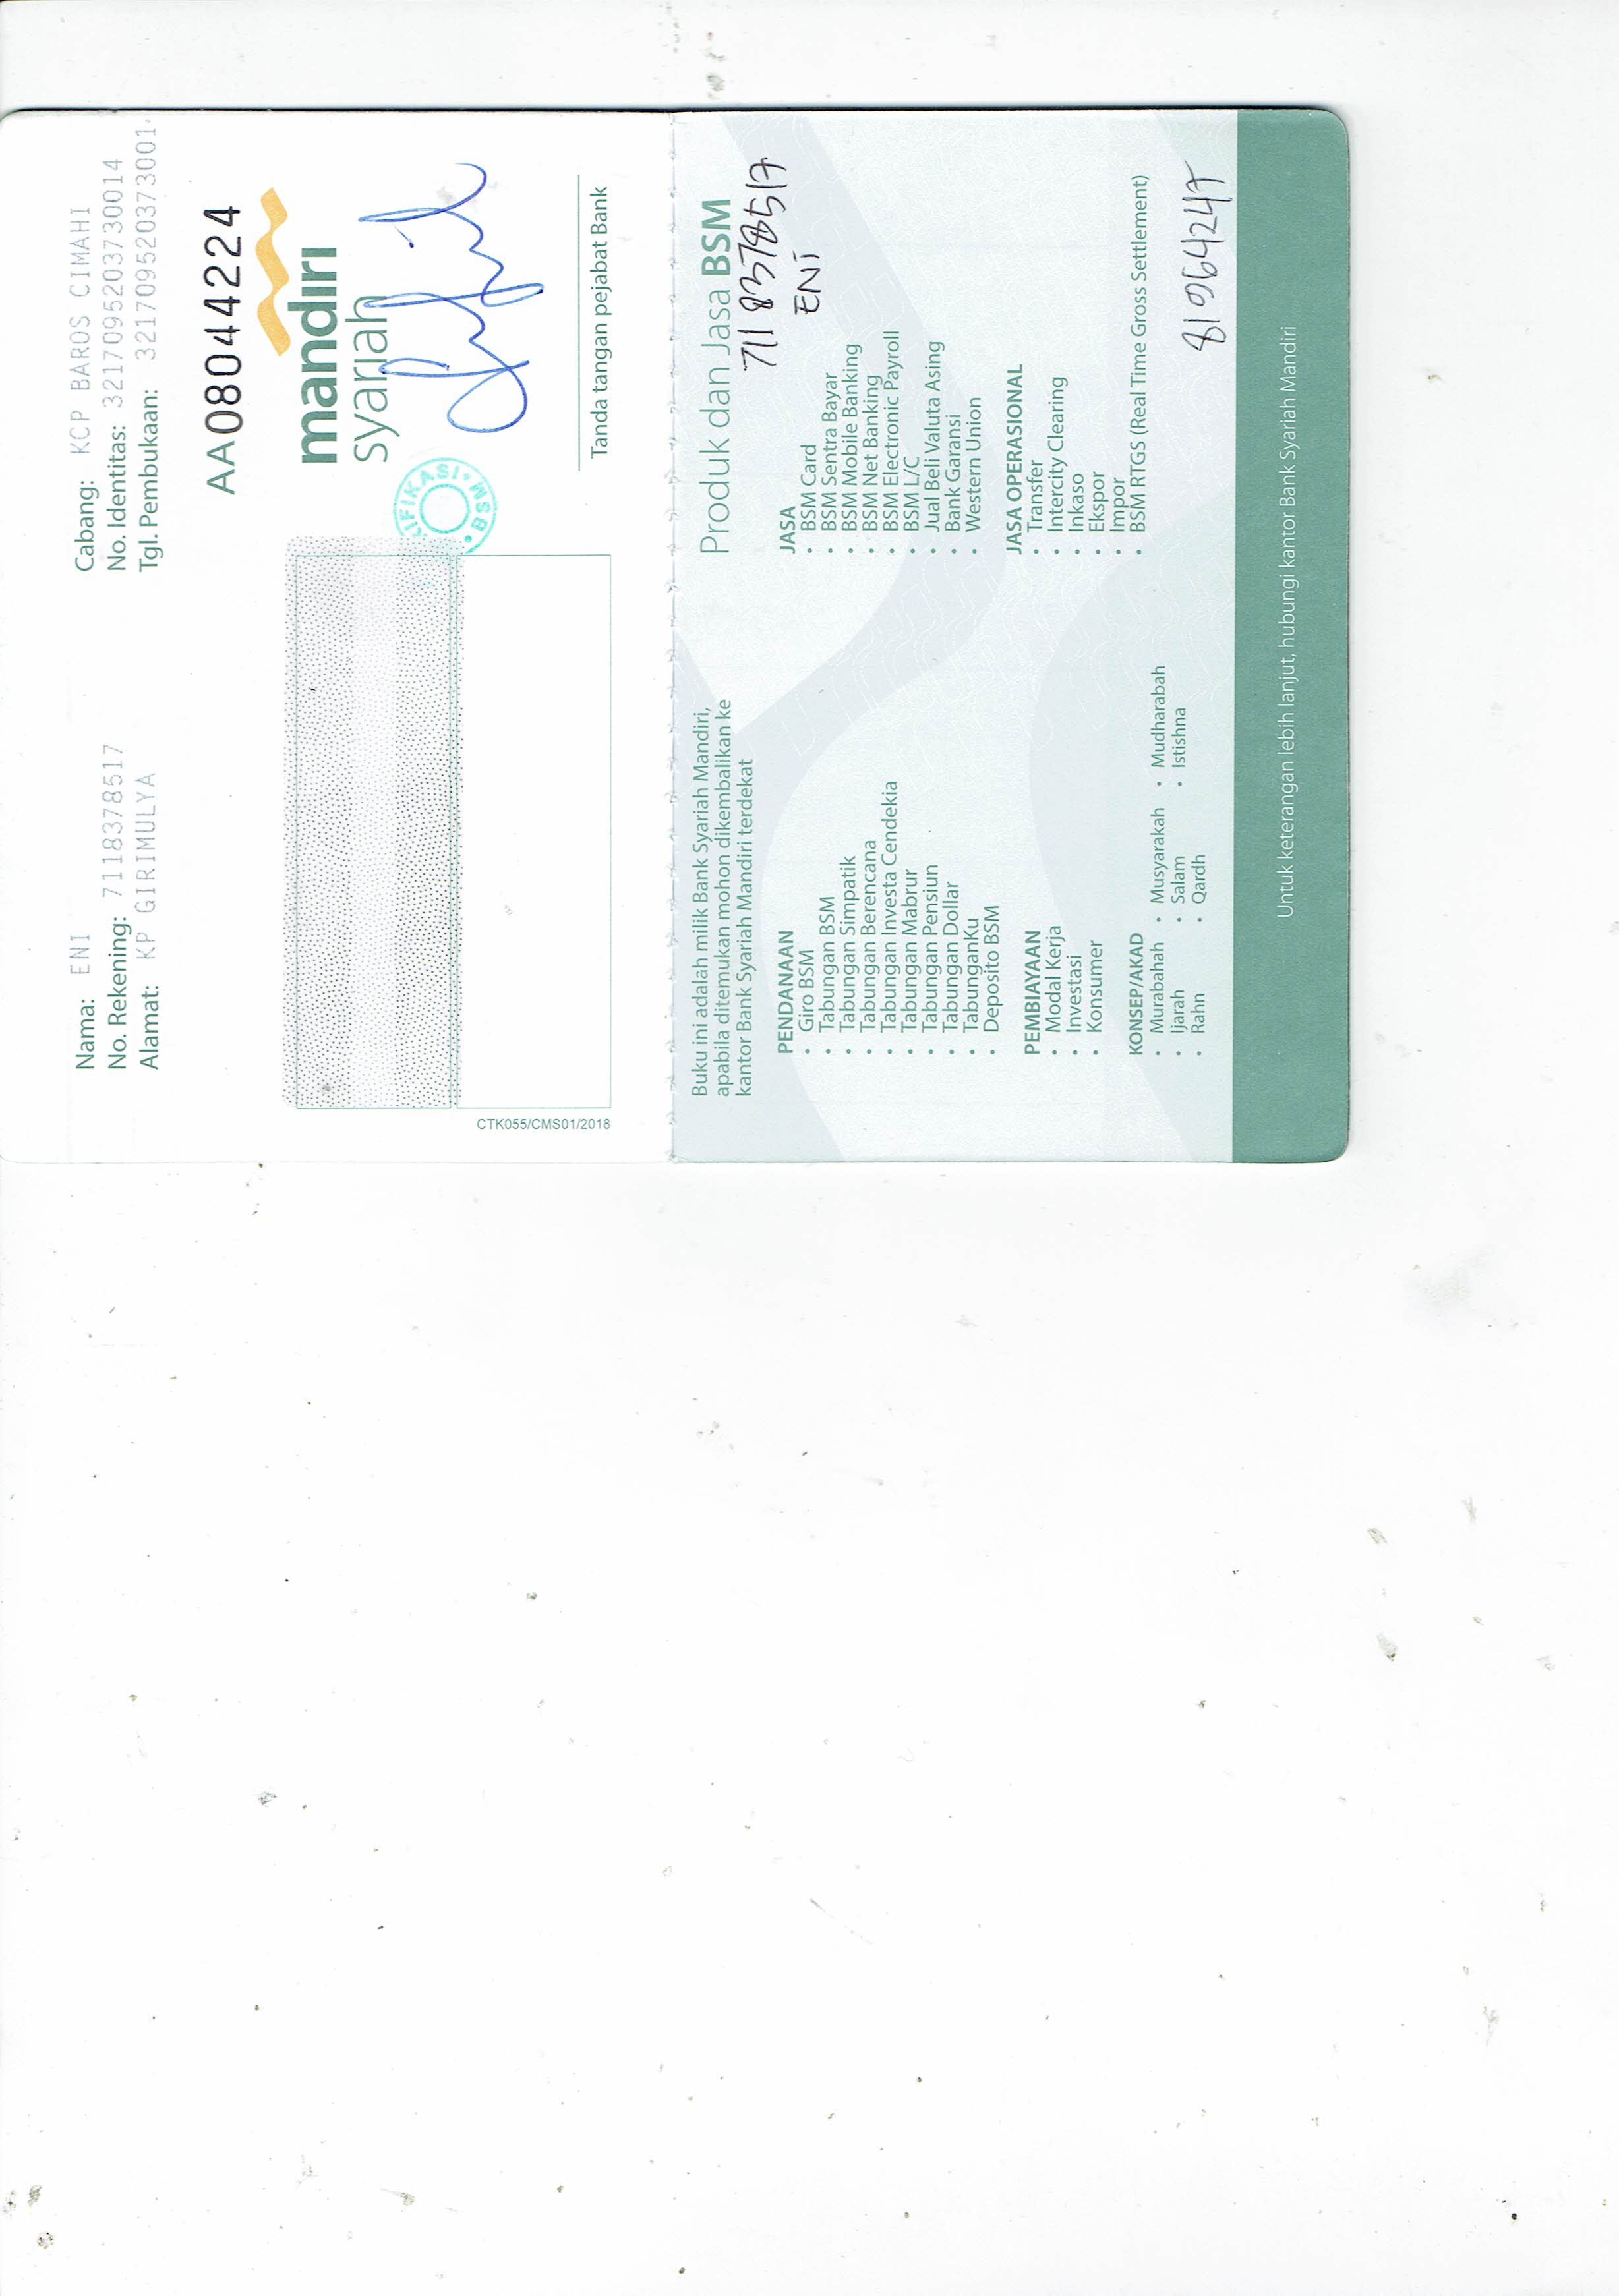 Nama: ENI
No. Rekening: 7118378517
Alamat: KP GIRIMULYA
Cabang: KCP BAROS CIMAHI
No. Identitas: 3217095203730014
Tgl. Pembukaan: 321709520373001
AA08044224
mandiri
syariah
IFIKASI • BSM •
Tanda tangan pejabat Bank
CTK055/CMS01/2018
Buku ini adalah milik Bank Syariah Mandiri,
apabila ditemukan mohon dikembalikan ke
kantor Bank Syariah Mandiri terdekat
PENDANAAN
• Giro BSM
• Tabungan BSM
• Tabungan Simpatik
• Tabungan Berencana
• Tabungan Investa Cendekia
• Tabungan Mabrur
• Tabungan Pensiun
• Tabungan Dollar
• TabunganKu
• Deposito BSM
PEMBIAYAAN
• Modal Kerja
• Investasi
• Konsumer
KONSEP/AKAD
• Murabahah • Musyarakah • Mudharabah
• Ijarah • Salam • Istishna
• Rahn • Qardh
Produk dan Jasa BSM
7118378517
ENI
JASA
• BSM Card
• BSM Sentra Bayar
• BSM Mobile Banking
• BSM Net Banking
• BSM Electronic Payroll
• BSM L/C
• Jual Beli Valuta Asing
• Bank Garansi
• Western Union
JASA OPERASIONAL
• Transfer
• Intercity Clearing
• Inkaso
• Ekspor
• Impor
• BSM RTGS (Real Time Gross Settlement)
Untuk keterangan lebih lanjut, hubungi kantor Bank Syariah Mandiri